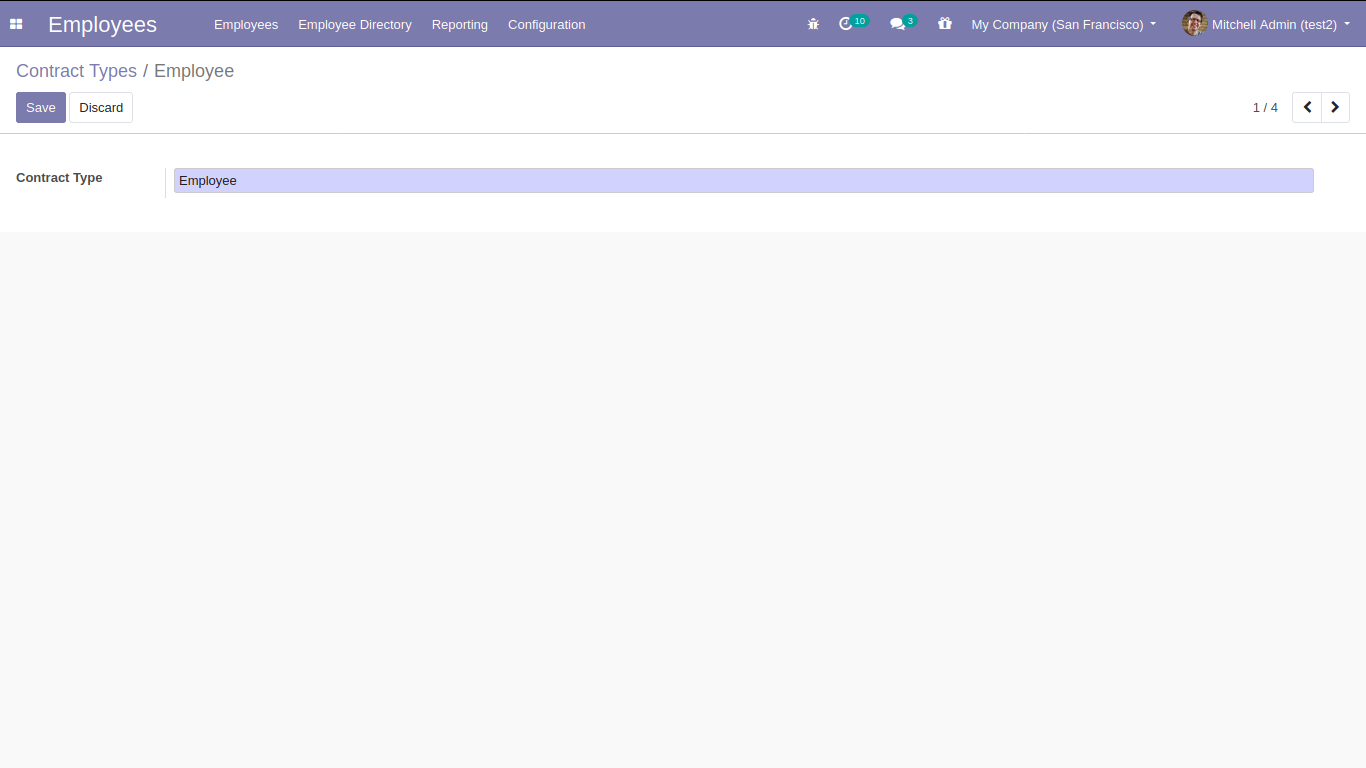 Employees Employees Employee Directory Reporting Configuration 10 3 My Company (San Francisco) Mitchell Admin (test2)
Contract Types / Employee
Save Discard 1 / 4
Contract Type Employee